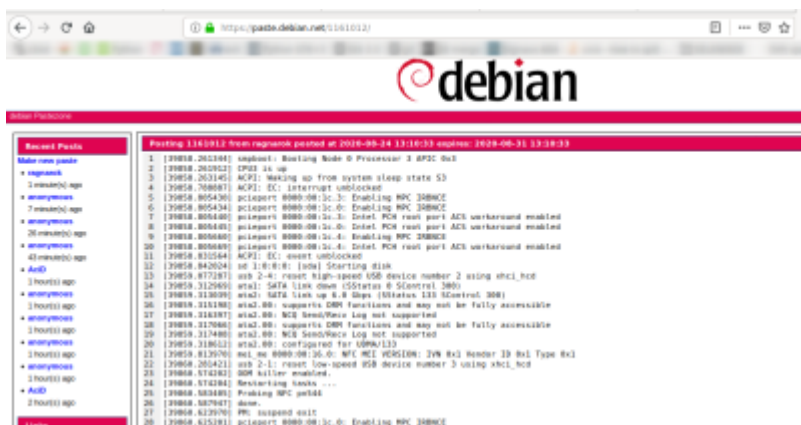 https://paste.debian.net/1161012/
debian
debian Pastezone
Recent Posts
Make new paste
ragnarok
1 minute(s) ago
anonymous
7 minute(s) ago
anonymous
26 minute(s) ago
anonymous
43 minute(s) ago
AciD
1 hour(s) ago
anonymous
1 hour(s) ago
anonymous
1 hour(s) ago
anonymous
1 hour(s) ago
anonymous
1 hour(s) ago
AciD
2 hour(s) ago
Posting 1161012 from ragnarok posted at 2020-08-24 13:10:33 expires: 2020-08-31 13:10:33
1 [39858.261344] smpboot: Booting Node 0 Processor 3 APIC 0x3
2 [39858.261912] CPU3 is up
3 [39858.263145] ACPI: Waking up from system sleep state S3
4 [39858.780887] ACPI: EC: interrupt unblocked
5 [39858.805430] pcieport 0000:00:1c.3: Enabling MPC IRBNCE
6 [39858.805434] pcieport 0000:00:1c.0: Enabling MPC IRBNCE
7 [39858.805440] pcieport 0000:00:1c.3: Intel PCH root port ACS workaround enabled
8 [39858.805445] pcieport 0000:00:1c.0: Intel PCH root port ACS workaround enabled
9 [39858.805660] pcieport 0000:00:1c.4: Enabling MPC IRBNCE
10 [39858.805669] pcieport 0000:00:1c.4: Intel PCH root port ACS workaround enabled
11 [39858.831564] ACPI: EC: event unblocked
12 [39858.842024] sd 1:0:0:0: [sda] Starting disk
13 [39859.077287] usb 2-4: reset high-speed USB device number 2 using xhci_hcd
14 [39859.312969] ata1: SATA link down (SStatus 0 SControl 300)
15 [39859.313039] ata2: SATA link up 6.0 Gbps (SStatus 133 SControl 300)
16 [39859.315198] ata2.00: supports DRM functions and may not be fully accessible
17 [39859.316397] ata2.00: NCQ Send/Recv Log not supported
18 [39859.317066] ata2.00: supports DRM functions and may not be fully accessible
19 [39859.317408] ata2.00: NCQ Send/Recv Log not supported
20 [39859.318612] ata2.00: configured for UDMA/133
21 [39859.813970] mei_me 0000:00:16.0: NFC MEI VERSION: IVN 0x1 Vendor ID 0x1 Type 0x1
22 [39860.281421] usb 2-1: reset low-speed USB device number 3 using xhci_hcd
23 [39860.574202] OOM killer enabled.
24 [39860.574204] Restarting tasks ...
25 [39860.583405] Probing NFC pn544
26 [39860.587947] done.
27 [39860.623970] PM: suspend exit
28 [39860.625201] pcieport 0000:00:1c.0: Enabling MPC IRBNCE